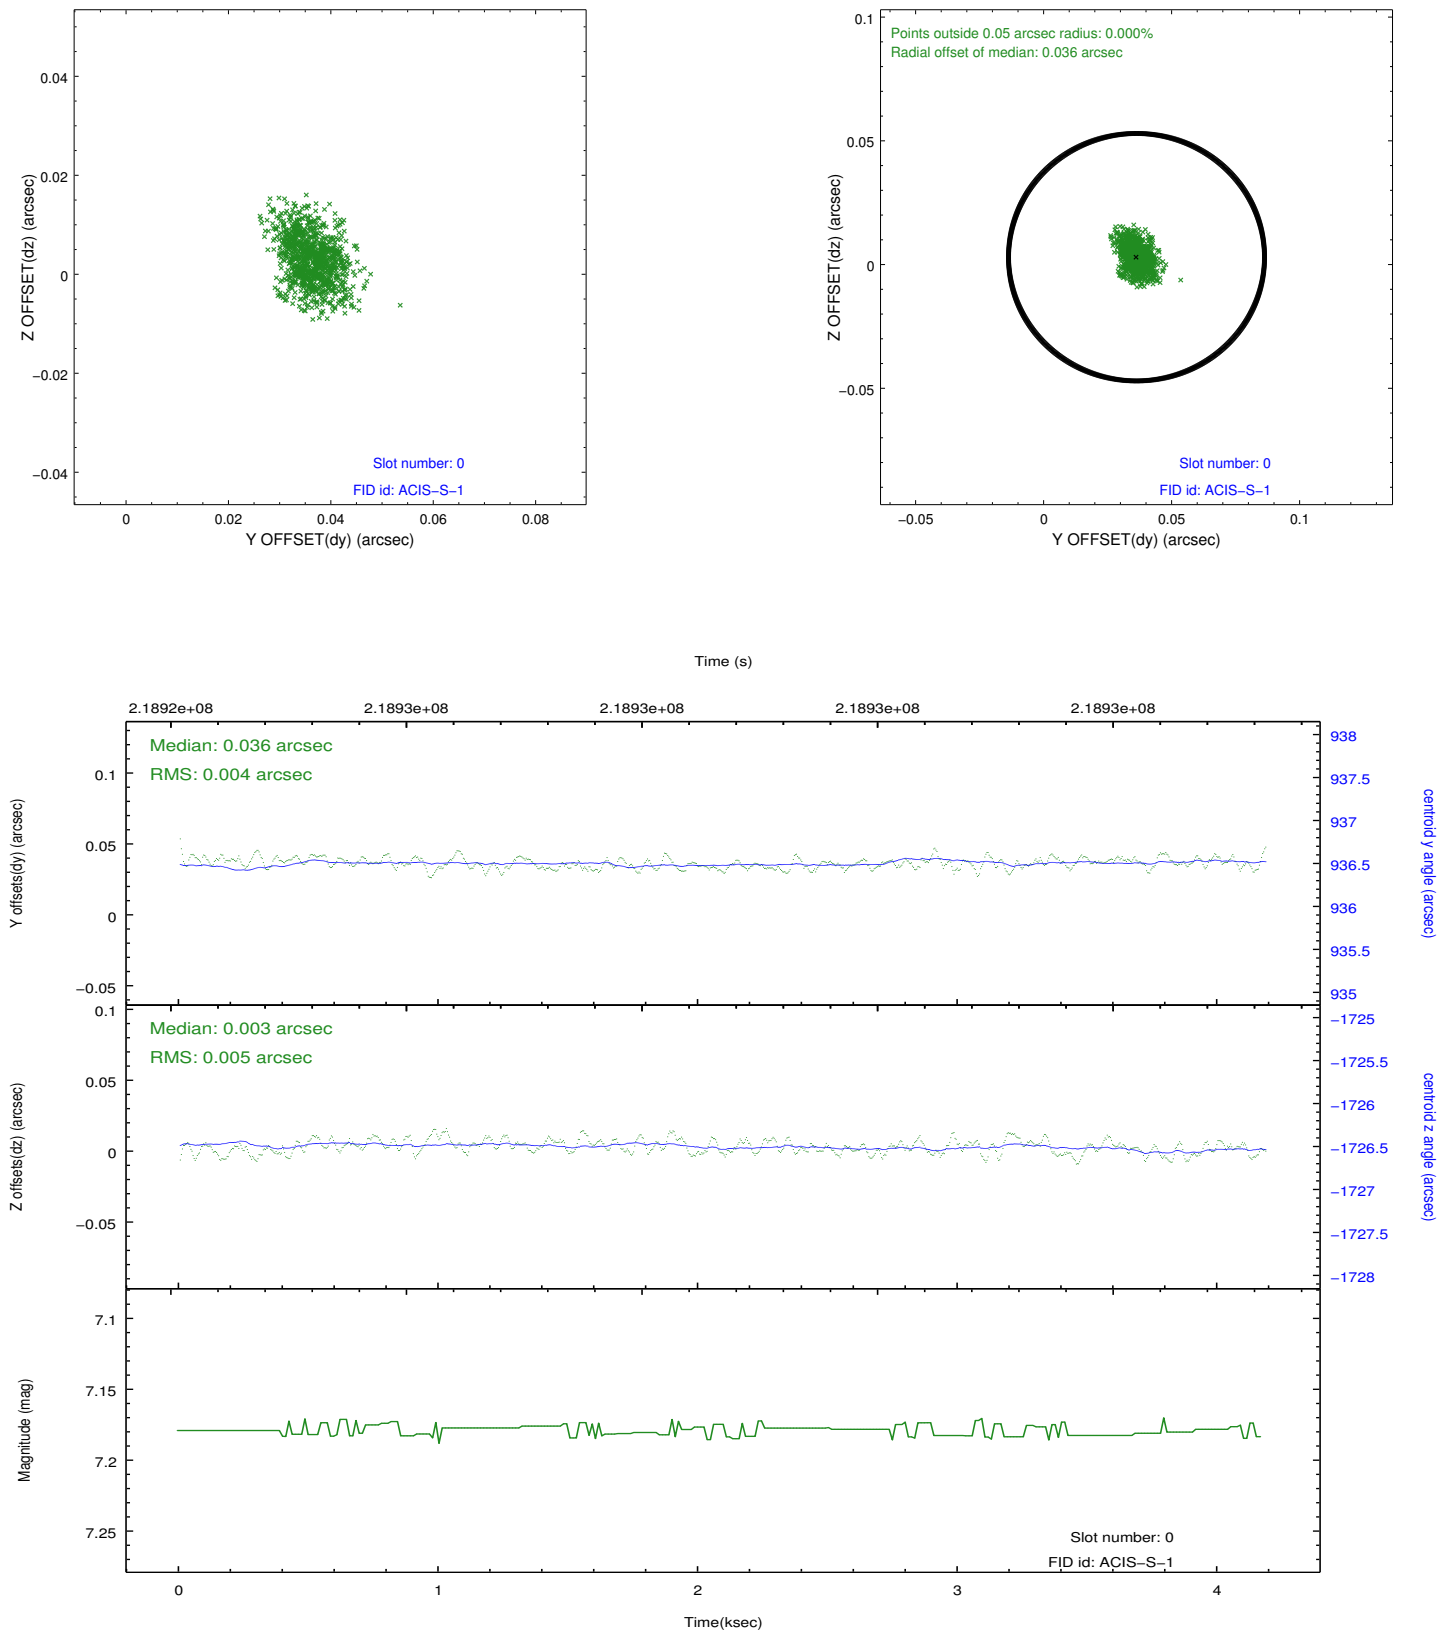 0.04
0.02
0
−0.02
−0.04
Z OFFSET(dz) (arcsec)
Slot number: 0
FID id: ACIS−S−1
0
0.02
0.04
0.06
0.08
Y OFFSET(dy) (arcsec)
Points outside 0.05 arcsec radius: 0.000%
Radial offset of median: 0.036 arcsec
0.1
0.05
0
−0.05
Z OFFSET(dz) (arcsec)
Slot number: 0
FID id: ACIS−S−1
−0.05
0
0.05
0.1
Y OFFSET(dy) (arcsec)
Time (s)
2.1892e+08
2.1893e+08
2.1893e+08
2.1893e+08
2.1893e+08
Median: 0.036 arcsec
RMS: 0.004 arcsec
0.1
0.05
0
−0.05
Y offsets(dy) (arcsec)
938
937.5
937
936.5
936
935.5
935
centroid y angle (arcsec)
Median: 0.003 arcsec
RMS: 0.005 arcsec
0.1
0.05
0
−0.05
Z offsets(dz) (arcsec)
−1725
−1725.5
−1726
−1726.5
−1727
−1727.5
−1728
centroid z angle (arcsec)
7.1
7.15
7.2
7.25
Magnitude (mag)
Slot number: 0
FID id: ACIS−S−1
0
1
2
3
4
Time(ksec)